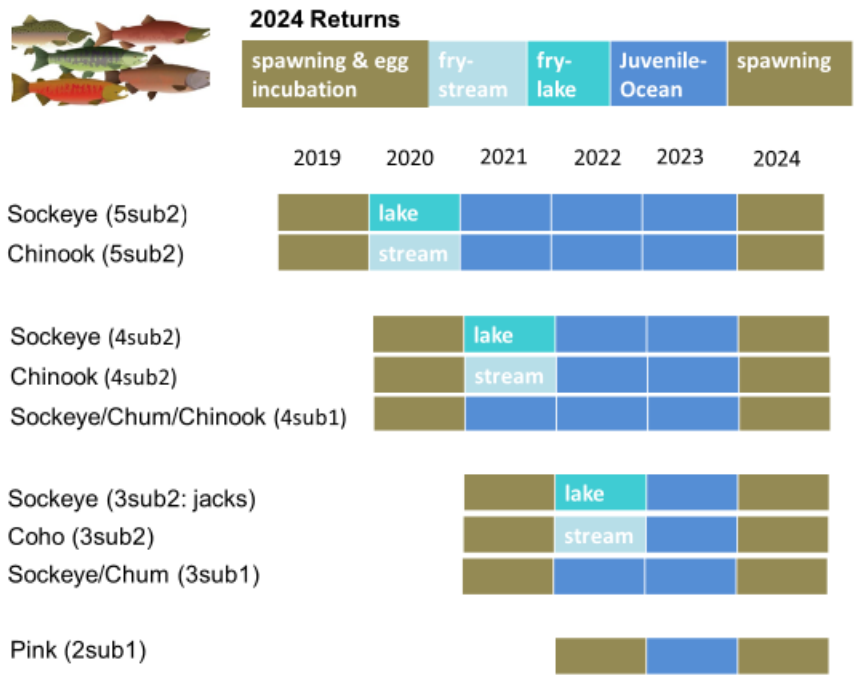 2024 Returns
spawning & egg
incubation
fry-
stream
fry-
lake
Juvenile-
Ocean
spawning
2019 2020 2021 2022 2023 2024
Sockeye (5sub2) lake
Chinook (5sub2) stream
Sockeye (4sub2) lake
Chinook (4sub2) stream
Sockeye/Chum/Chinook (4sub1)
Sockeye (3sub2: jacks) lake
Coho (3sub2) stream
Sockeye/Chum (3sub1)
Pink (2sub1)